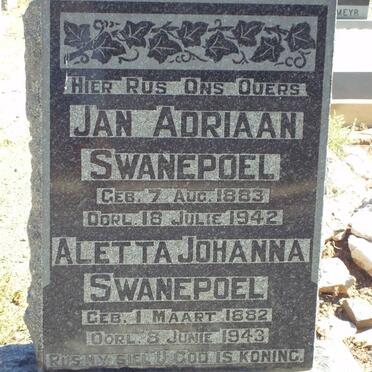 MEYR
HIER RUS ONS OUERS
JAN ADRIAAN
SWANEPOEL
GEB. 7 AUG. 1883
OORL. 18 JULIE 1942
ALETTA JOHANNA
SWANEPOEL
GEB. 1 MAART 1882
OORL. 8 JUNIE 1943
RUS MY SIEL U GOD IS KONING.